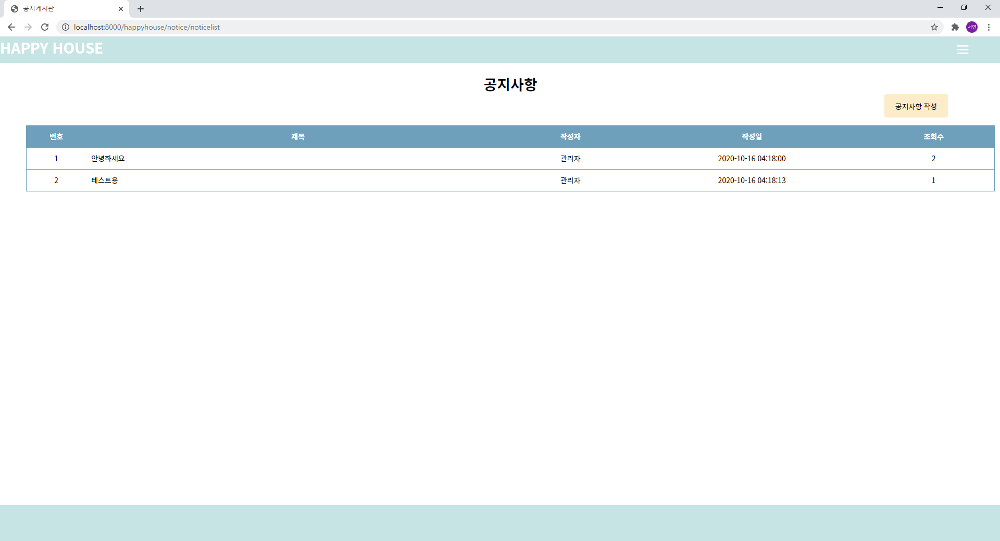 공지게시판
localhost:8000/happyhouse/notice/noticelist
서연
HAPPY HOUSE
공지사항
공지사항 작성
번호 제목 작성자 작성일 조회수
1 안녕하세요 관리자 2020-10-16 04:18:00 2
2 테스트용 관리자 2020-10-16 04:18:13 1